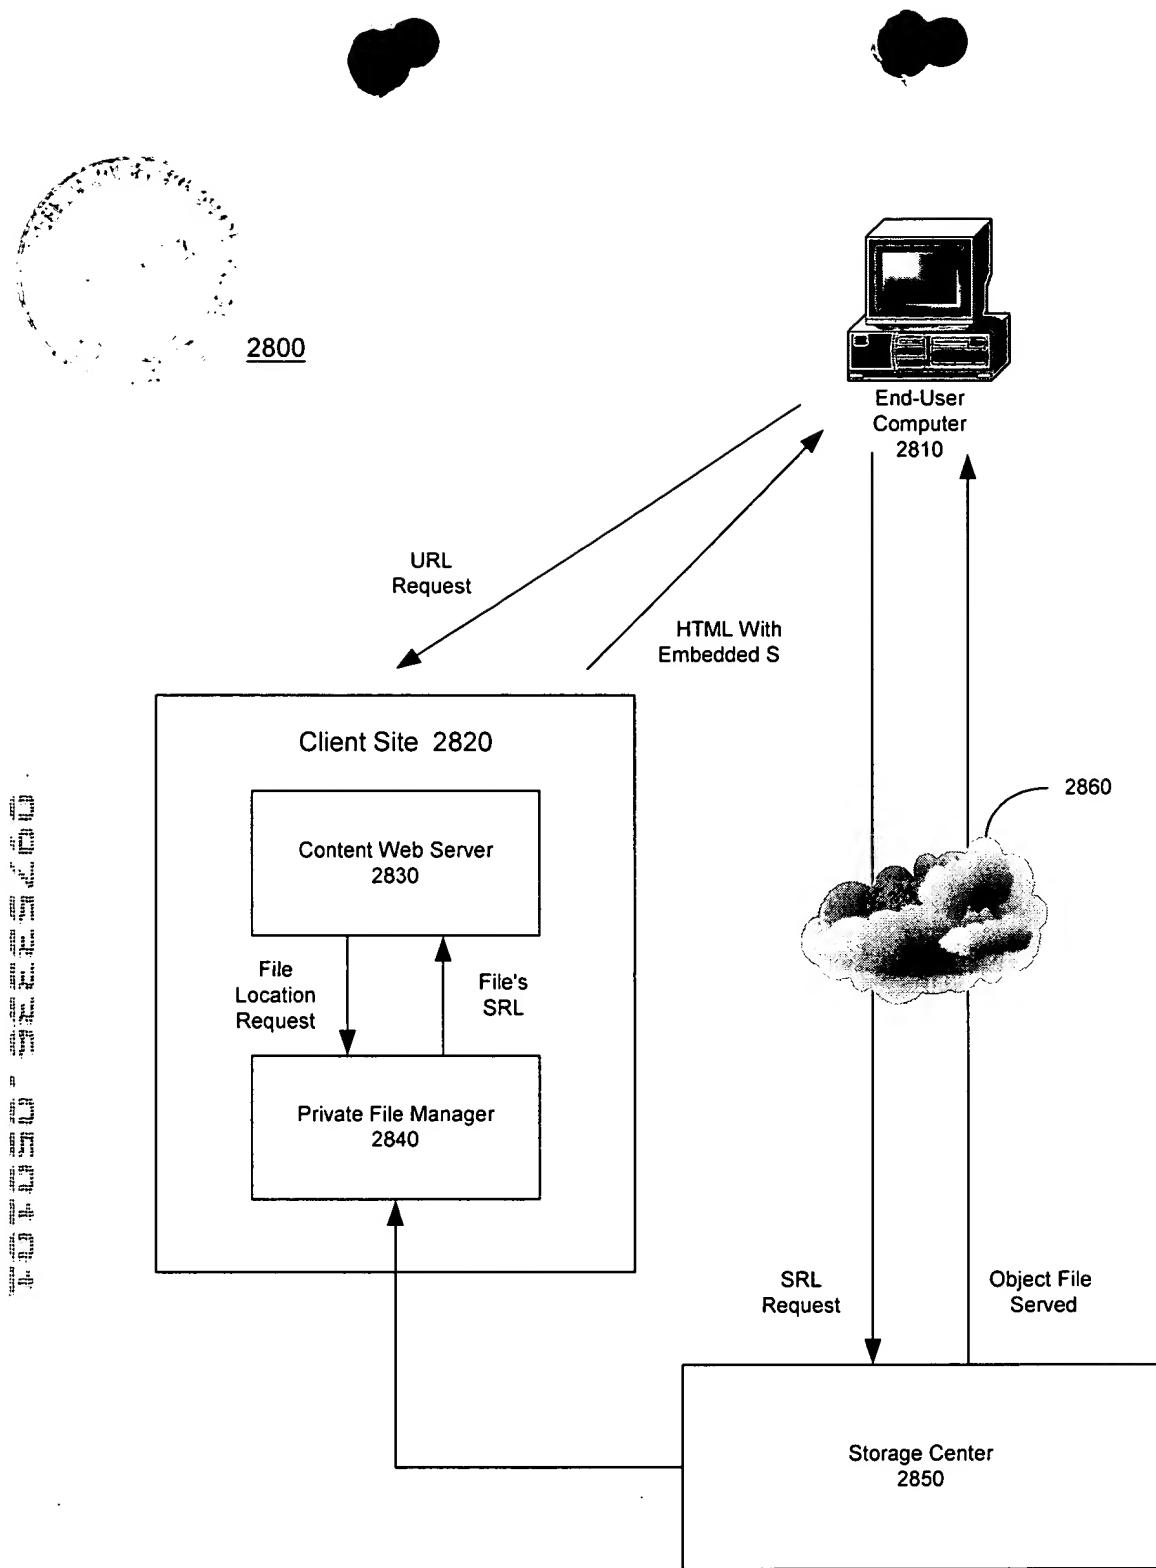 2800
End-User
Computer
2810
URL
Request
HTML With
Embedded S
Client Site 2820
2860
Content Web Server
2830
File
Location
Request
File's
SRL
Private File Manager
2840
SRL
Request
Object File
Served
Storage Center
2850